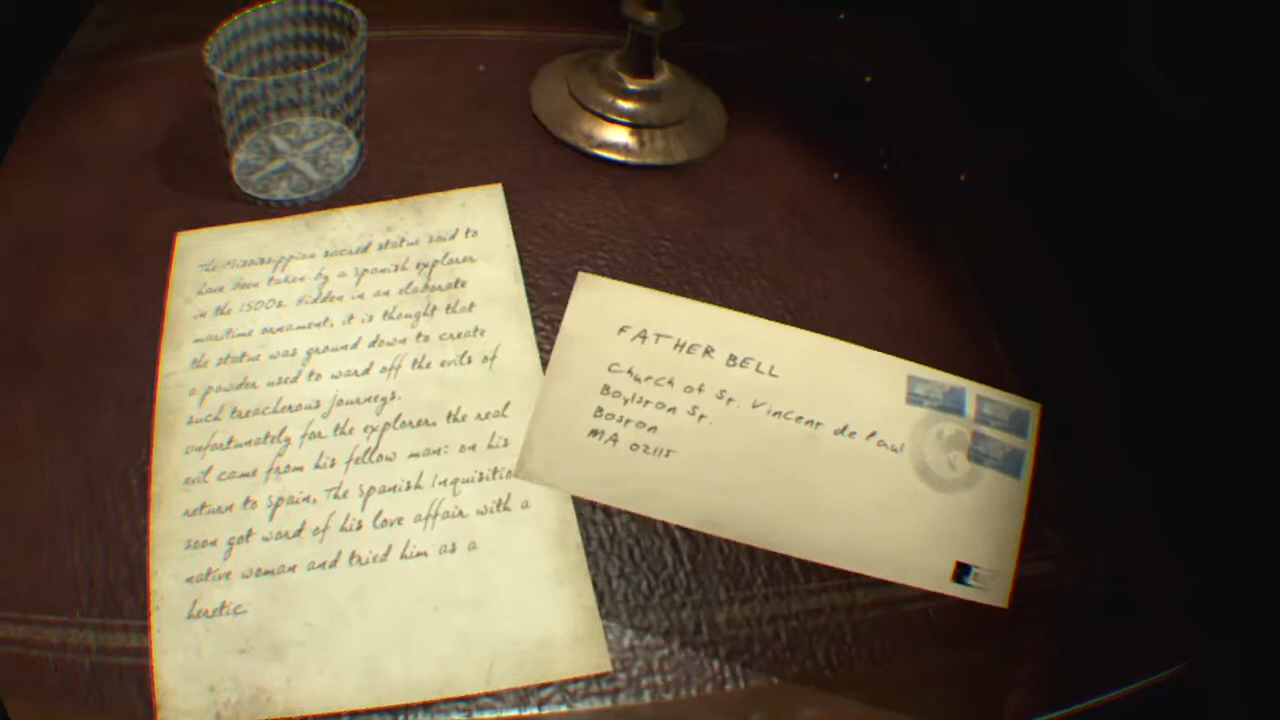 The Mississippian sacred statue said to
have been taken by a Spanish explorer
in the 1500s. Hidden in an elaborate
maritime ornament, it is thought that
the statue was ground down to create
a powder used to ward off the evils of
such treacherous journeys.
Unfortunately for the explorer, the real
evil came from his fellow man: on his
return to Spain, The Spanish Inquisitio
soon got word of his love affair with a
native woman and tried him as a
heretic.
FATHER BELL
Church of St. Vincent de Paul
Boylston St.
Boston
MA 02115